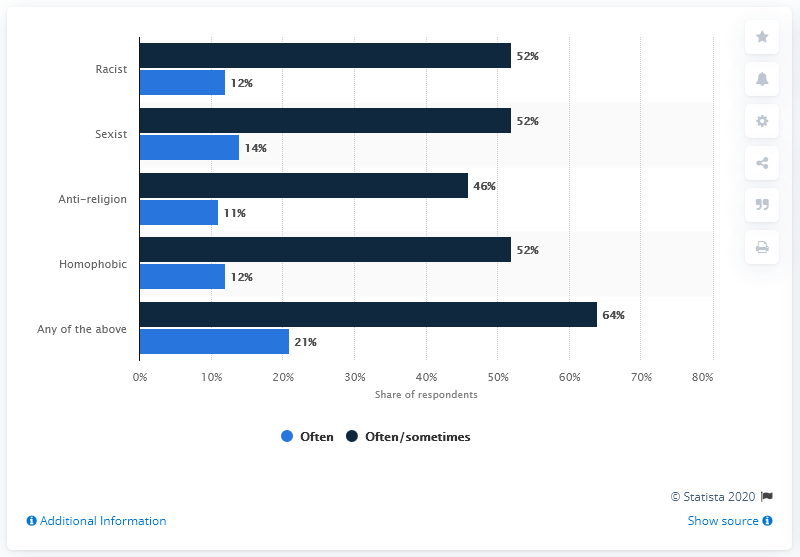 Racist
52%
12%
Sexist
52%
14%
Anti-religion
46%
11%
Homophobic
52%
12%
Any of the above
64%
21%
0% 10% 20% 30% 40% 50% 60% 70% 80%
Share of respondents
Often Often/sometimes
© Statista 2020
Additional Information Show source